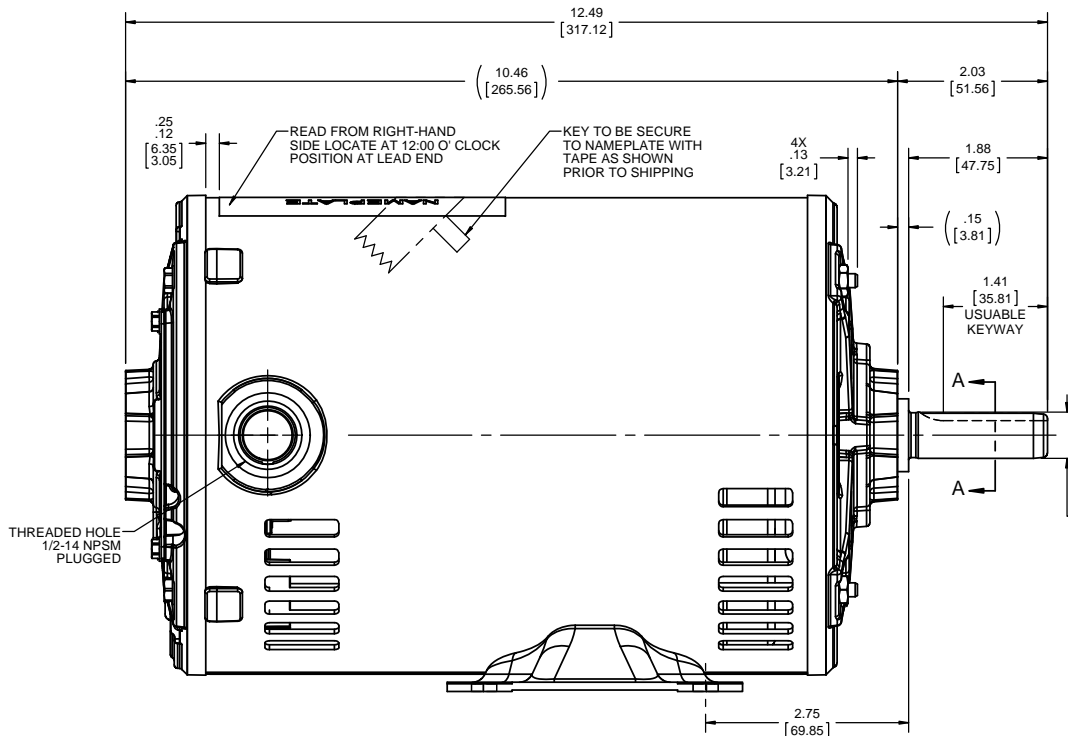 12.49
[317.12]
(10.46
[265.56])
2.03
[51.56]
.25
.12
[6.35]
[3.05]
READ FROM RIGHT-HAND
SIDE LOCATE AT 12:00 O' CLOCK
POSITION AT LEAD END
KEY TO BE SECURE
TO NAMEPLATE WITH
TAPE AS SHOWN
PRIOR TO SHIPPING
4X
.13
[3.21]
1.88
[47.75]
(.15
[3.81])
NAMEPLATE
1.41
[35.81]
USUABLE
KEYWAY
A
A
THREADED HOLE
1/2-14 NPSM
PLUGGED
2.75
[69.85]